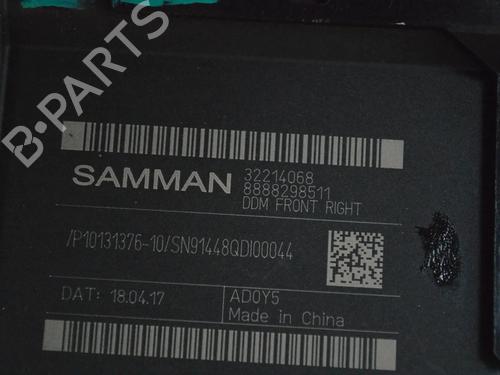 B-PARTS
SAMMAN
32214068
8888298511
DDM FRONT RIGHT
/P10131376-10/SN91448QDI00044
DAT: 18.04.17
AD0Y5
Made in China